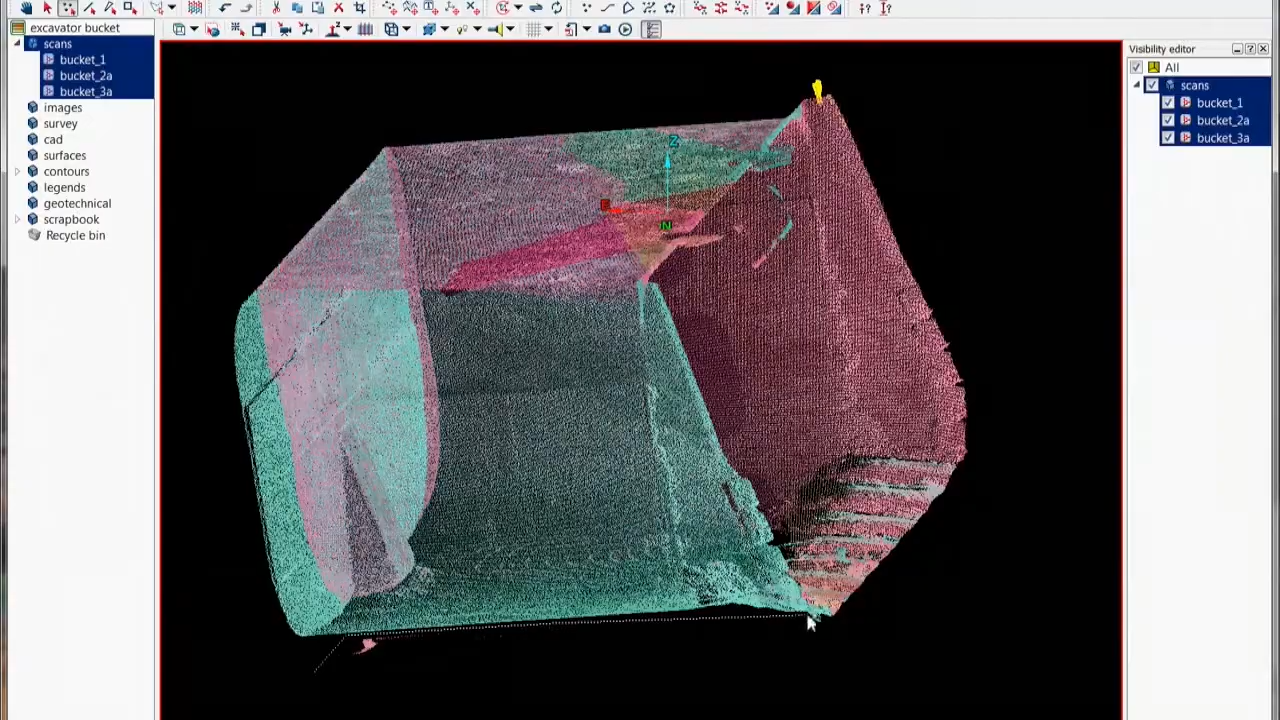 excavator bucket
scans
bucket_1
bucket_2a
bucket_3a
images
survey
cad
surfaces
contours
legends
geotechnical
scrapbook
Recycle bin
Z
E
N
Visibility editor
All
scans
bucket_1
bucket_2a
bucket_3a